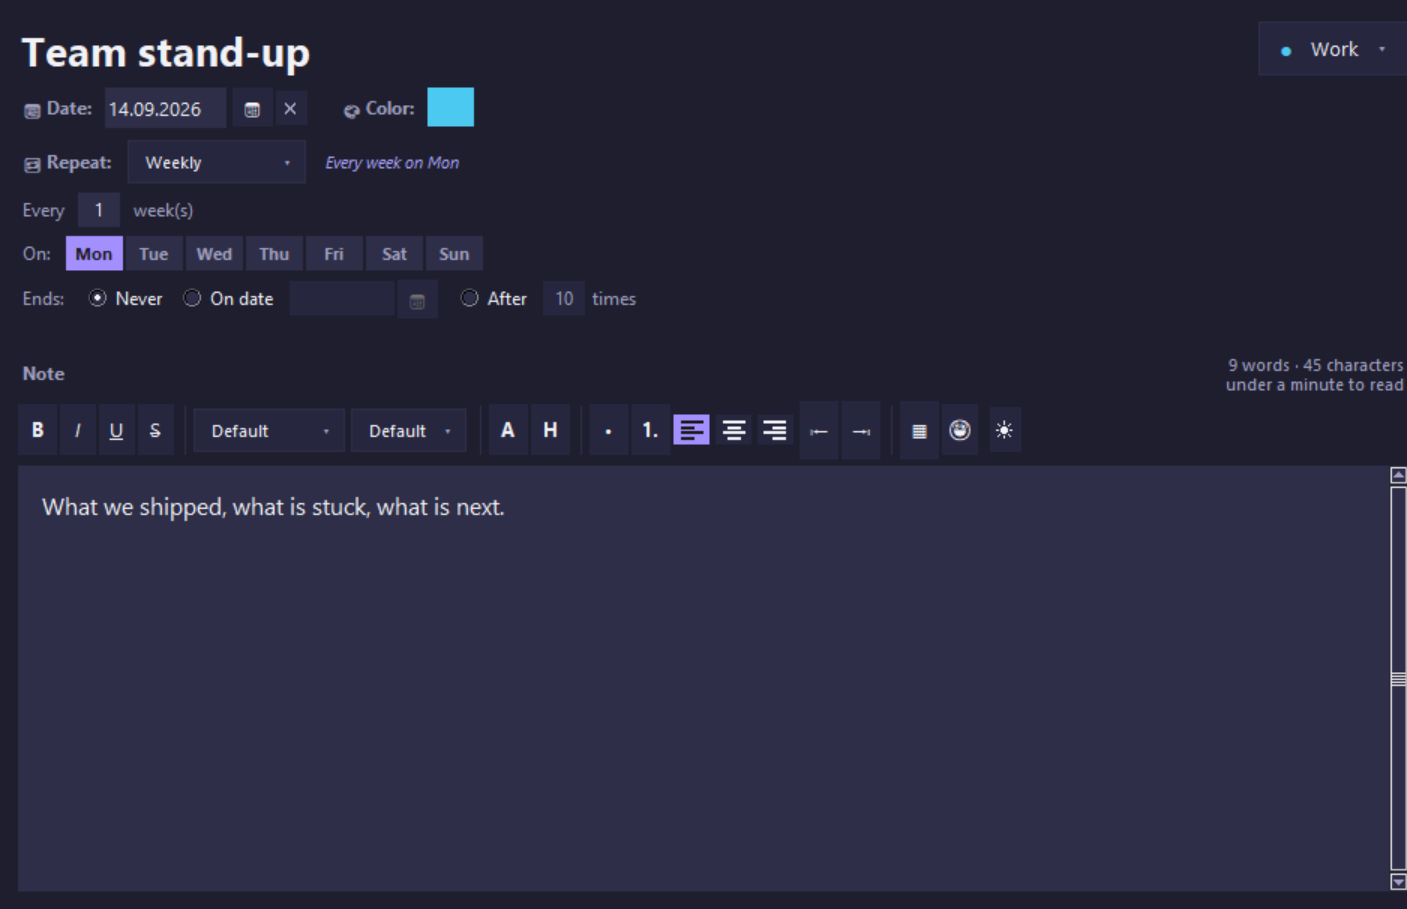 Team stand-up
Work
Date: 14.09.2026 × Color:
Repeat: Weekly Every week on Mon
Every 1 week(s)
On: Mon Tue Wed Thu Fri Sat Sun
Ends: Never On date After 10 times
Note
9 words · 45 characters
under a minute to read
B I U S Default Default A H • 1.
What we shipped, what is stuck, what is next.